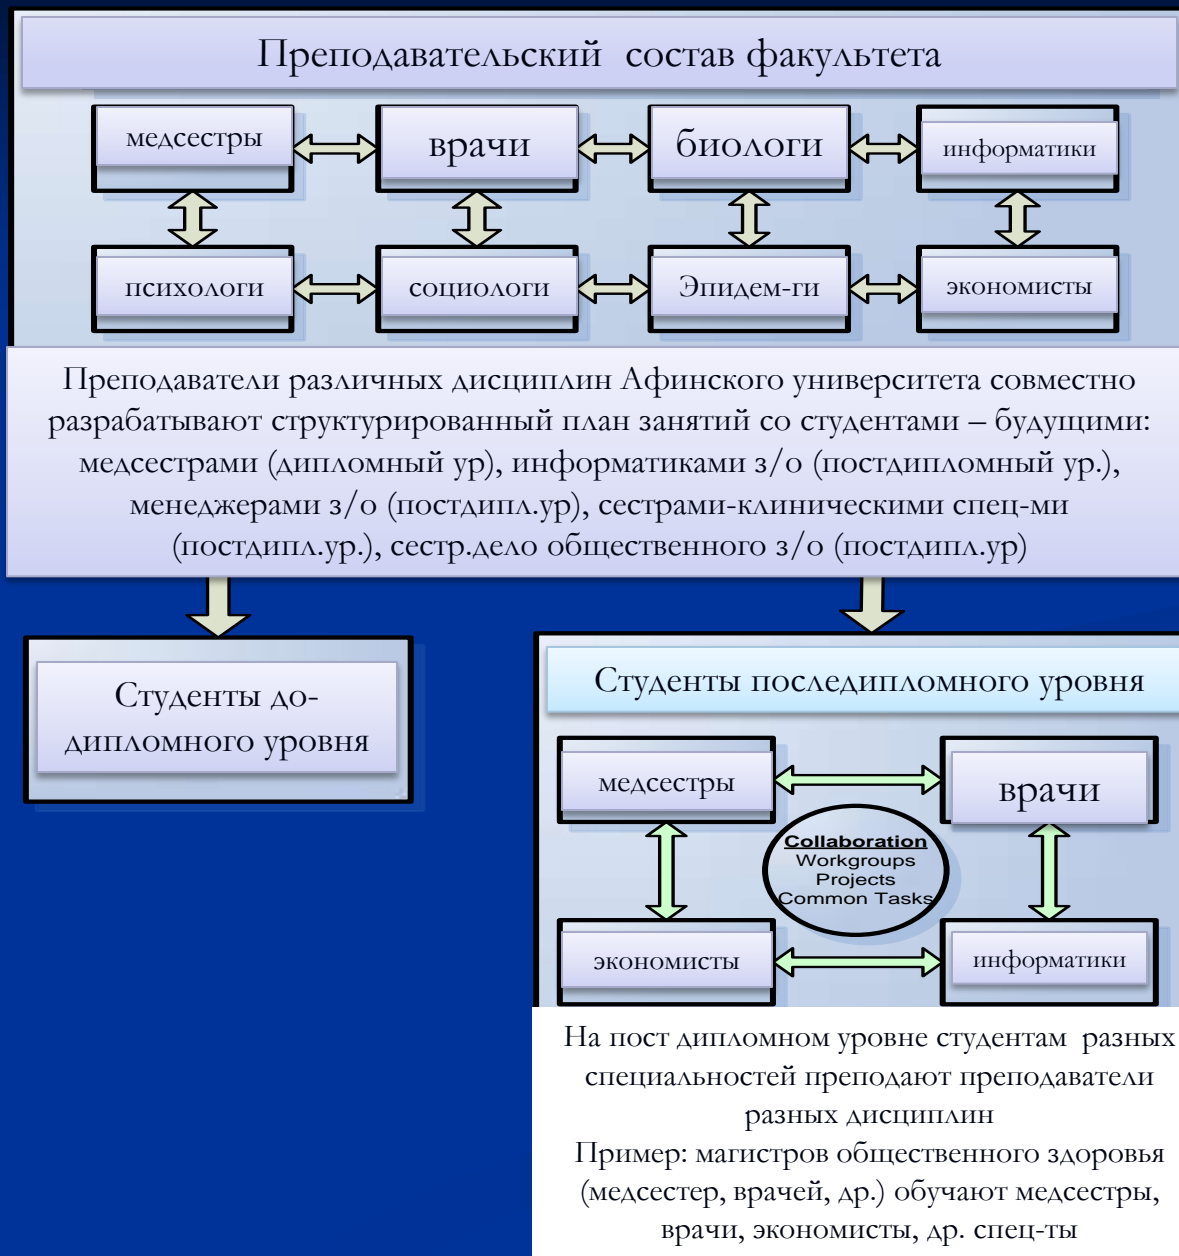 Преподавательский состав факультета
медсестры врачи биологи информатики
психологи социологи Эпидем-ги экономисты
Преподаватели различных дисциплин Афинского университета совместно
разрабатывают структурированный план занятий со студентами – будущими:
медсестрами (дипломный ур), информатиками з/о (постдипломный ур.),
менеджерами з/о (постдипл.ур), сестрами-клиническими спец-ми
(постдипл.ур.), сестр.дело общественного з/о (постдипл.ур)
Студенты до-
дипломного уровня
Студенты последипломного уровня
медсестры врачи
Collaboration
Workgroups
Projects
Common Tasks
экономисты информатики
На пост дипломном уровне студентам разных
специальностей преподают преподаватели
разных дисциплин
Пример: магистров общественного здоровья
(медсестер, врачей, др.) обучают медсестры,
врачи, экономисты, др. спец-ты